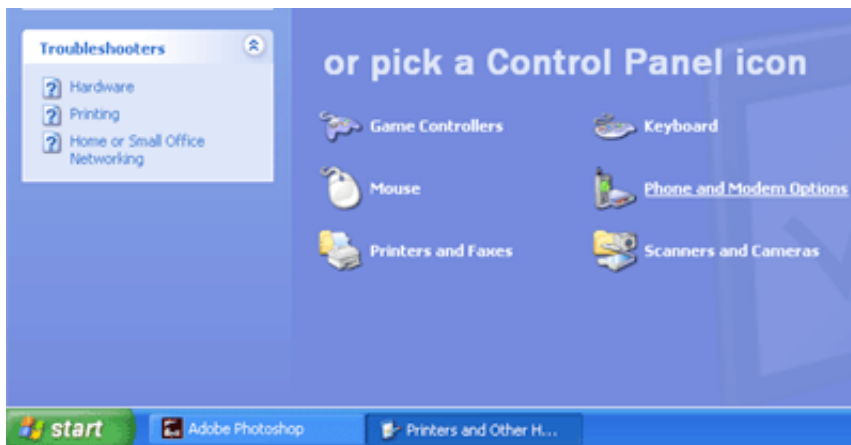 Troubleshooters
Hardware
Printing
Home or Small Office
Networking
or pick a Control Panel icon
Game Controllers
Keyboard
Mouse
Phone and Modem Options
Printers and Faxes
Scanners and Cameras
start
Adobe Photoshop
Printers and Other H...